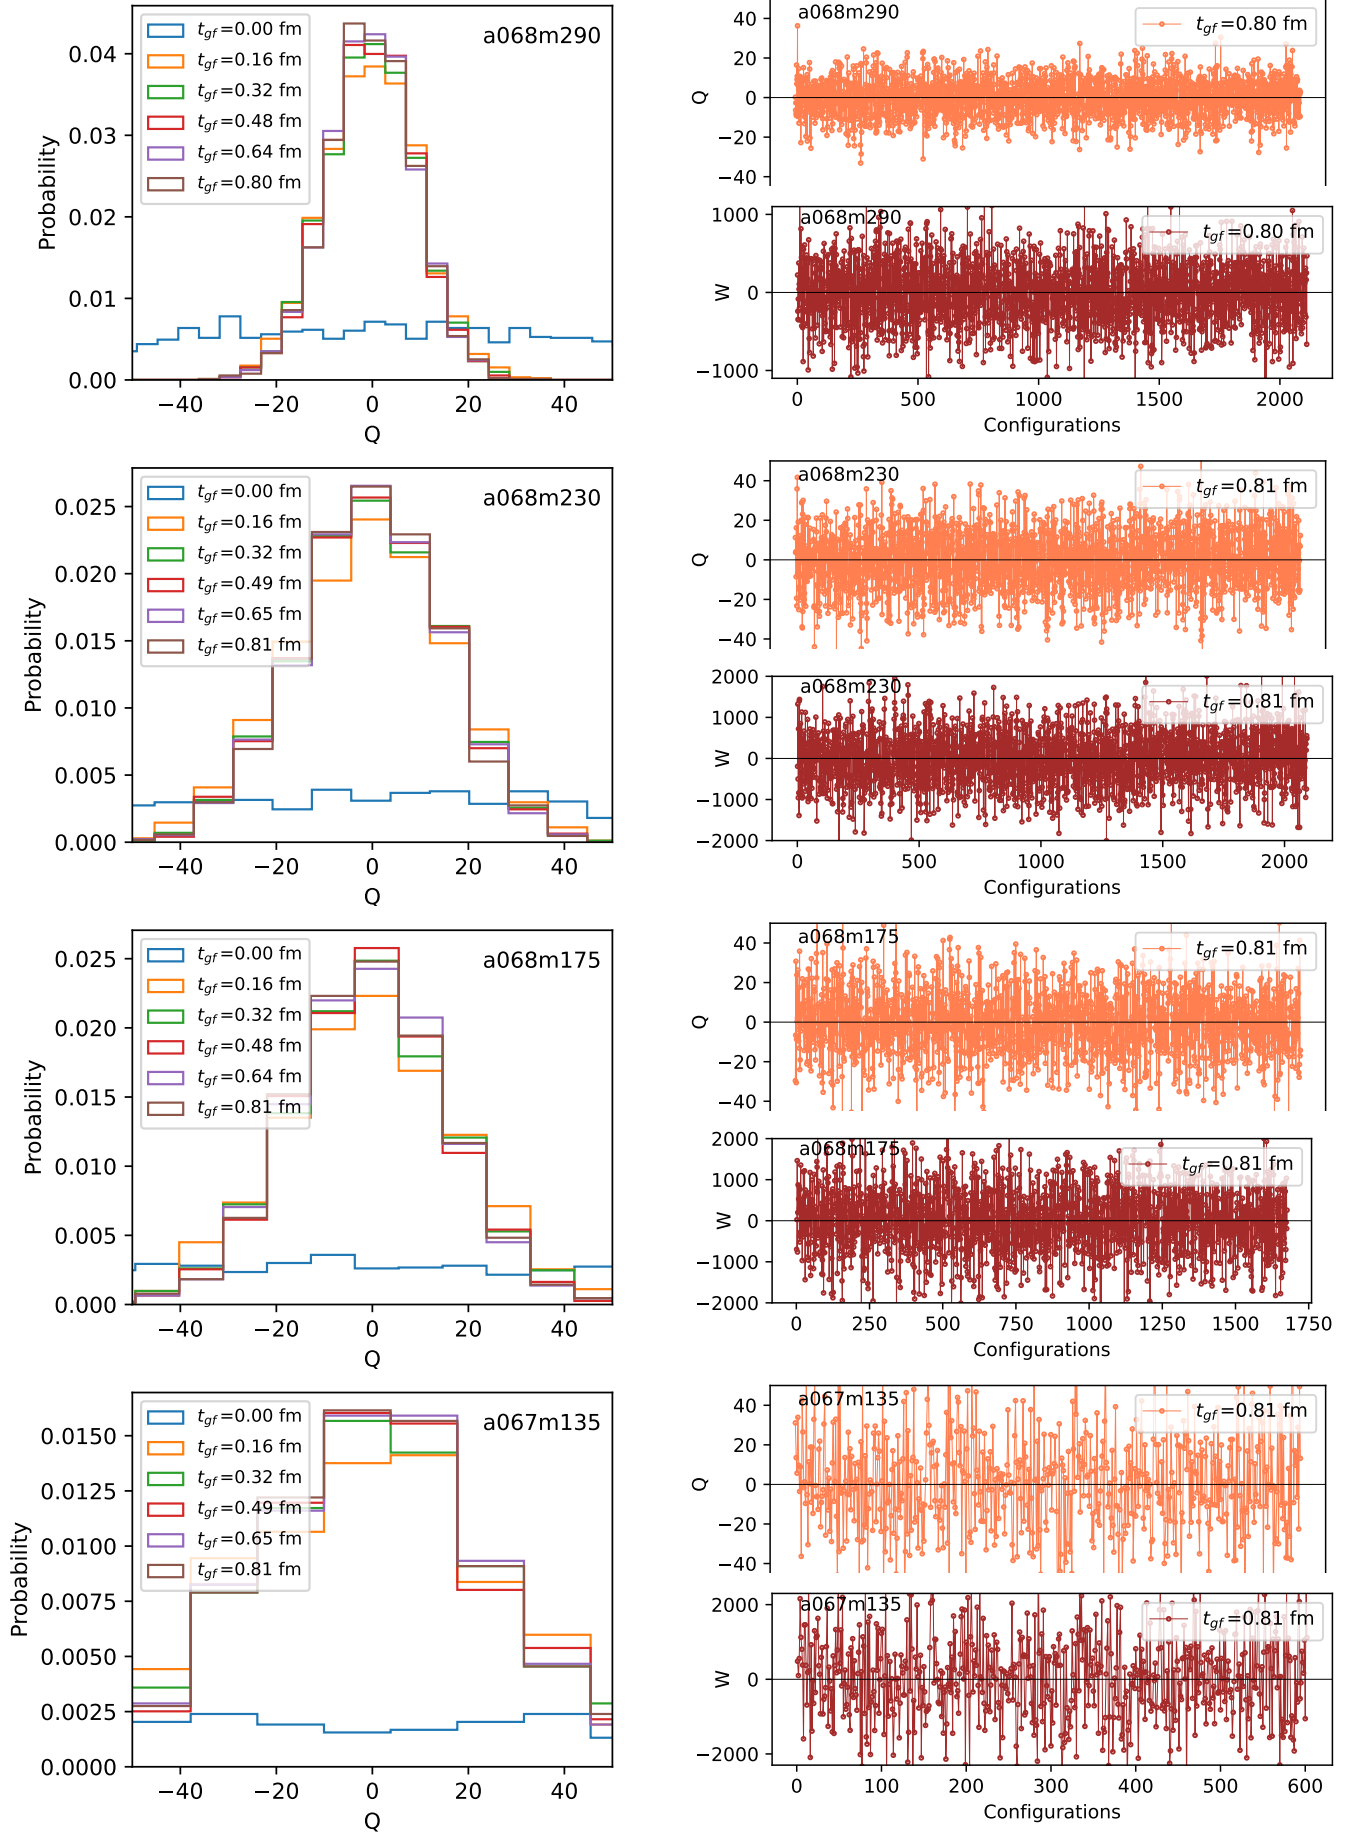 a068m290
t_gf=0.00 fm
t_gf=0.16 fm
t_gf=0.32 fm
t_gf=0.48 fm
t_gf=0.64 fm
t_gf=0.80 fm
Probability
0.04
0.03
0.02
0.01
0.00
−40 −20 0 20 40
Q
a068m290
t_gf=0.80 fm
Q
40
20
0
−20
−40
a068m290
t_gf=0.80 fm
W
1000
0
−1000
0 500 1000 1500 2000
Configurations
a068m230
t_gf=0.00 fm
t_gf=0.16 fm
t_gf=0.32 fm
t_gf=0.49 fm
t_gf=0.65 fm
t_gf=0.81 fm
Probability
0.025
0.020
0.015
0.010
0.005
0.000
−40 −20 0 20 40
Q
a068m230
t_gf=0.81 fm
Q
40
20
0
−20
−40
a068m230
t_gf=0.81 fm
W
2000
1000
0
−1000
−2000
0 500 1000 1500 2000
Configurations
a068m175
t_gf=0.00 fm
t_gf=0.16 fm
t_gf=0.32 fm
t_gf=0.48 fm
t_gf=0.64 fm
t_gf=0.81 fm
Probability
0.025
0.020
0.015
0.010
0.005
0.000
−40 −20 0 20 40
Q
a068m175
t_gf=0.81 fm
Q
40
20
0
−20
−40
a068m175
t_gf=0.81 fm
W
2000
1000
0
−1000
−2000
0 250 500 750 1000 1250 1500 1750
Configurations
a067m135
t_gf=0.00 fm
t_gf=0.16 fm
t_gf=0.32 fm
t_gf=0.49 fm
t_gf=0.65 fm
t_gf=0.81 fm
Probability
0.0150
0.0125
0.0100
0.0075
0.0050
0.0025
0.0000
−40 −20 0 20 40
Q
a067m135
t_gf=0.81 fm
Q
40
20
0
−20
−40
a067m135
t_gf=0.81 fm
W
2000
0
−2000
0 100 200 300 400 500 600
Configurations